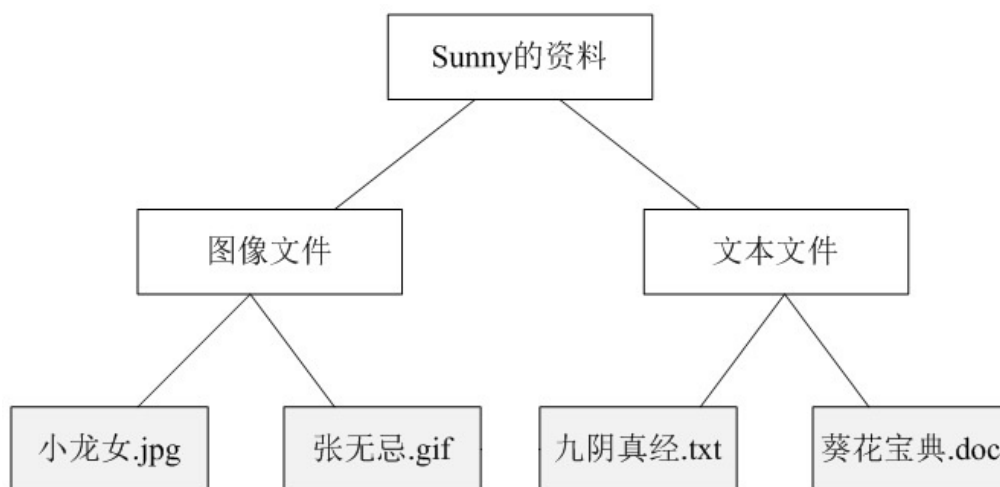 Sunny的资料
图像文件
文本文件
小龙女.jpg
张无忌.gif
九阴真经.txt
葵花宝典.doc